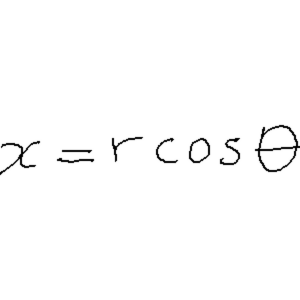 x = r cos θ